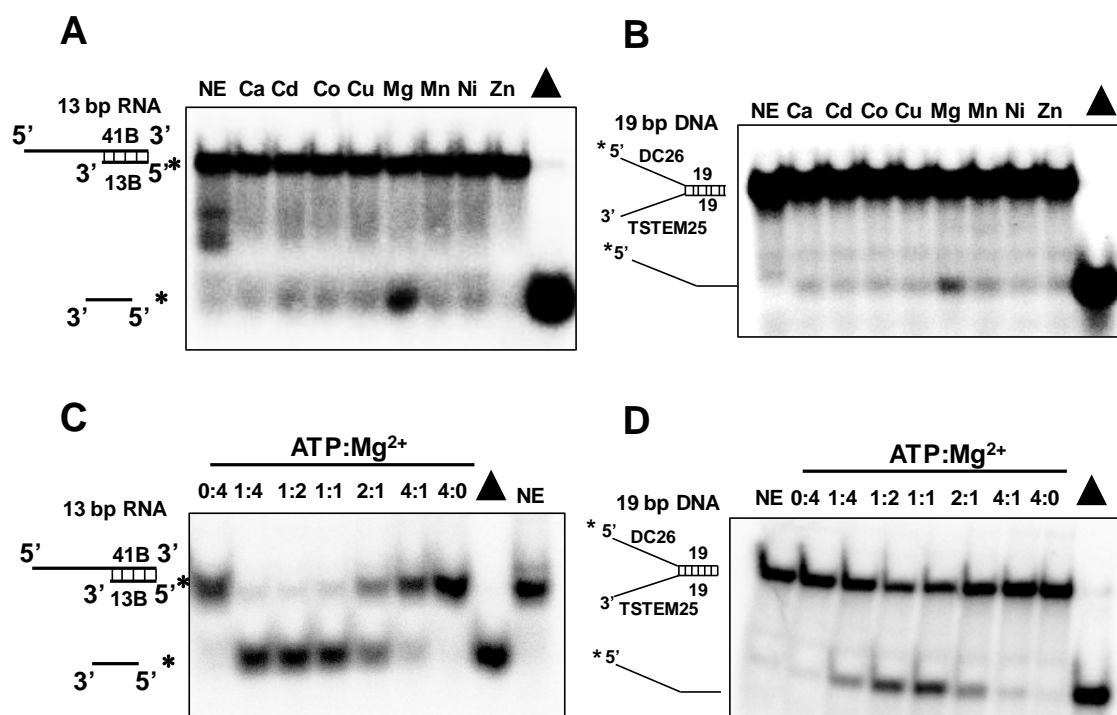 A
NE Ca Cd Co Cu Mg Mn Ni Zn
13 bp RNA
5’ 41B 3’
3’ 13B 5’*
3’ 5’ *
B
NE Ca Cd Co Cu Mg Mn Ni Zn
19 bp DNA
* 5’ DC26
19
19
3’ TSTEM25
* 5’
C
ATP:Mg²⁺
0:4 1:4 1:2 1:1 2:1 4:1 4:0 NE
13 bp RNA
5’ 41B 3’
3’ 13B 5’*
3’ 5’ *
D
ATP:Mg²⁺
NE 0:4 1:4 1:2 1:1 2:1 4:1 4:0
19 bp DNA
* 5’ DC26
19
19
3’ TSTEM25
* 5’